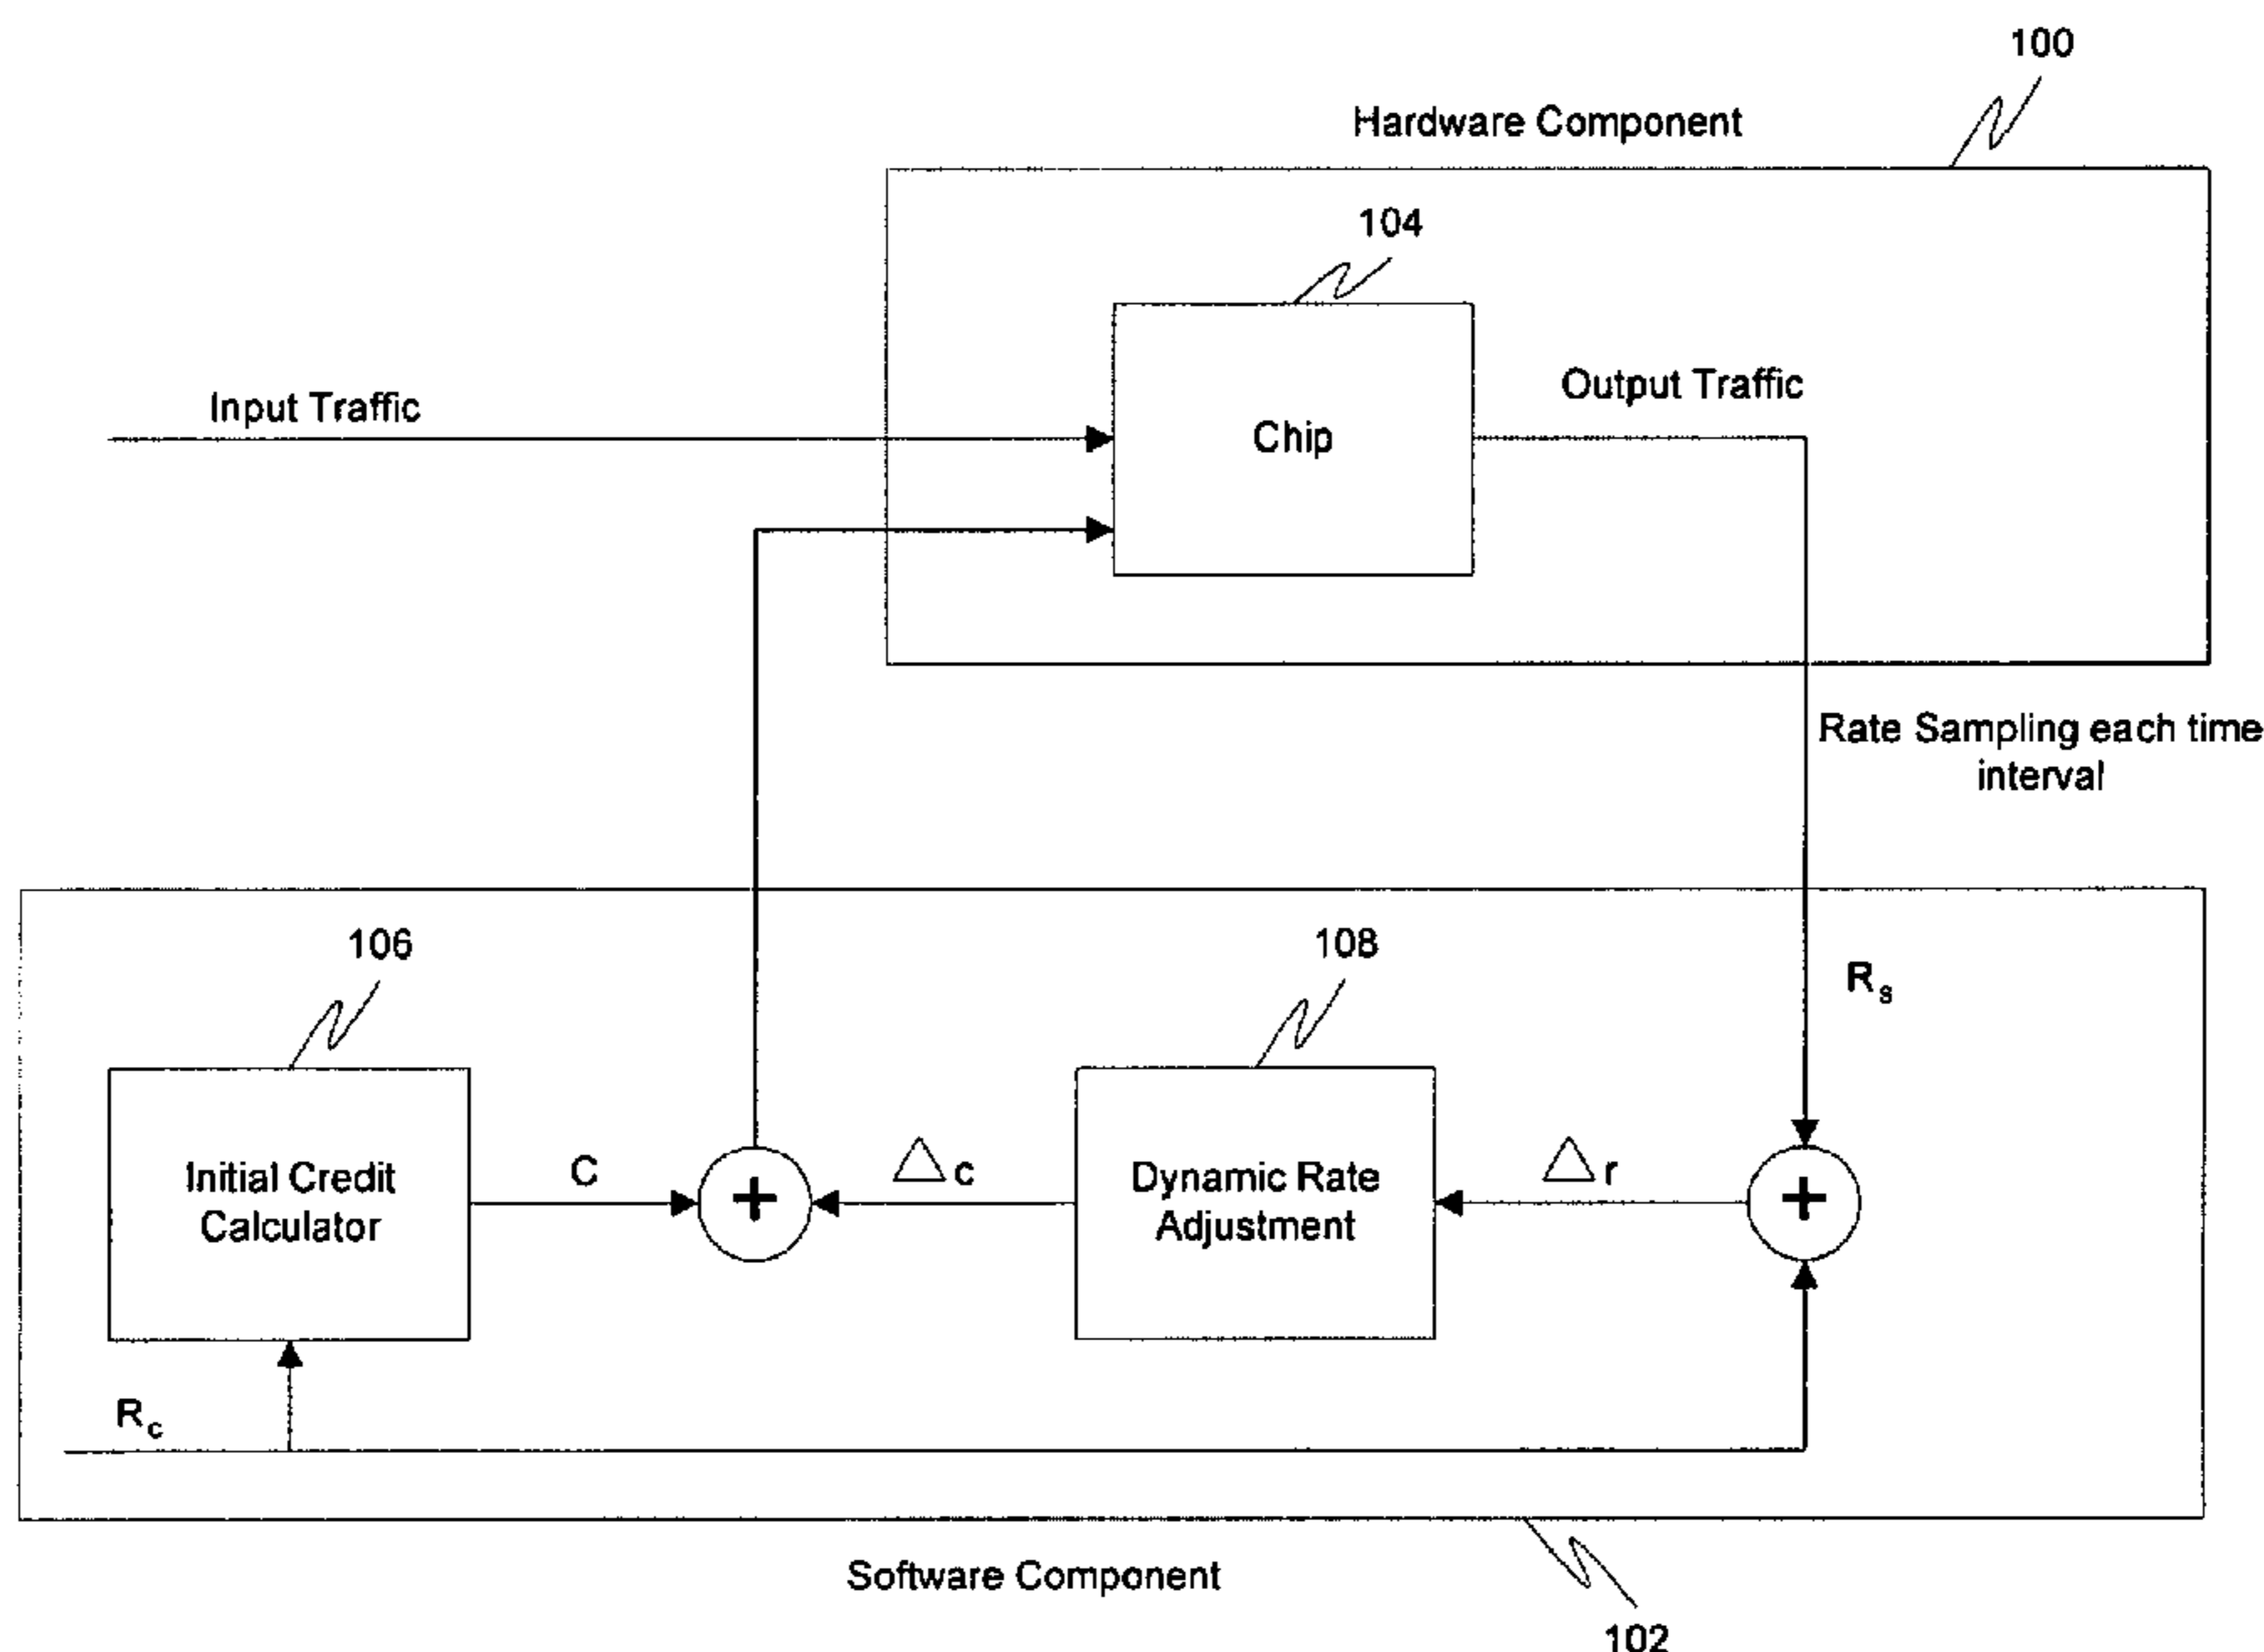 100
Hardware Component
104
Input Traffic
Chip
Output Traffic
Rate Sampling each time
interval
106
108
Rs
Initial Credit
Calculator
C
+
△c
Dynamic Rate
Adjustment
△r
+
Rc
Software Component
102